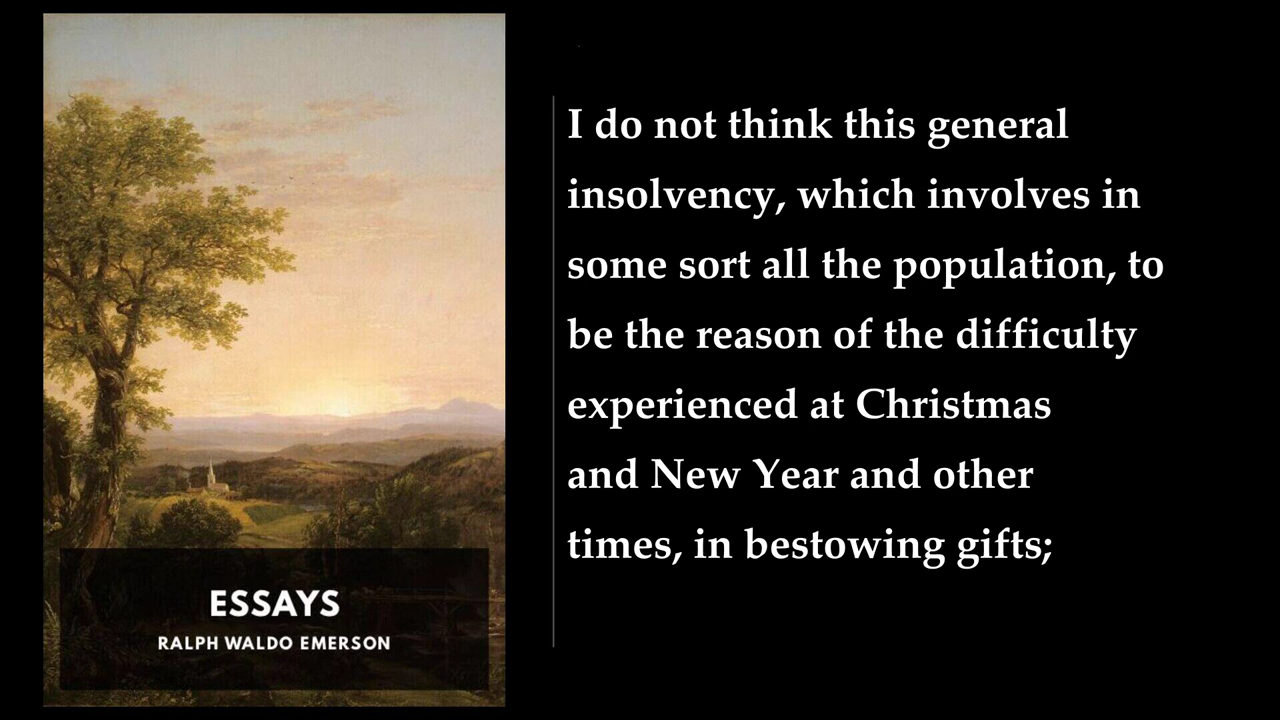 ESSAYS
RALPH WALDO EMERSON
I do not think this general
insolvency, which involves in
some sort all the population, to
be the reason of the difficulty
experienced at Christmas
and New Year and other
times, in bestowing gifts;